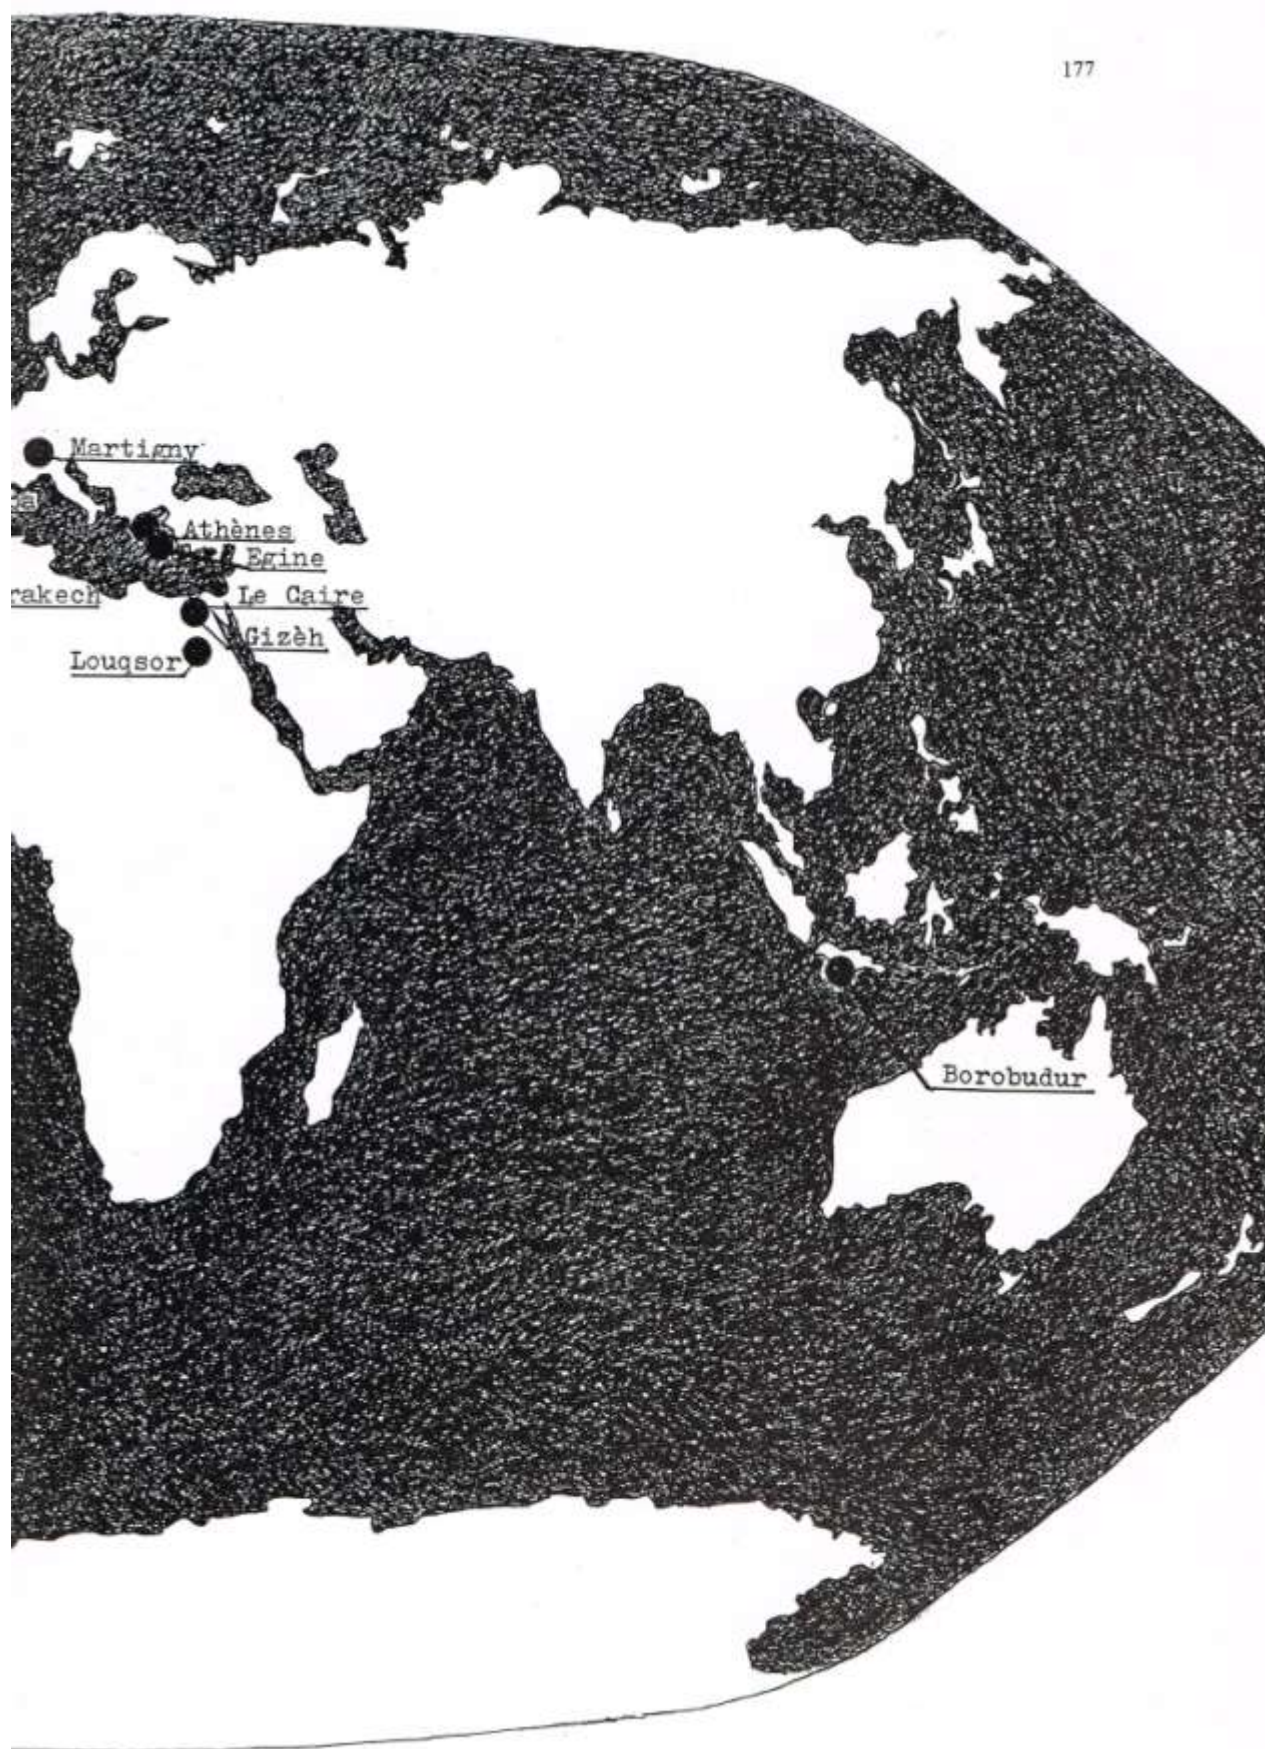 177
Martigny
a
Athènes
Egine
rakech
Le Caire
Gizèh
Louqsor
Borobudur